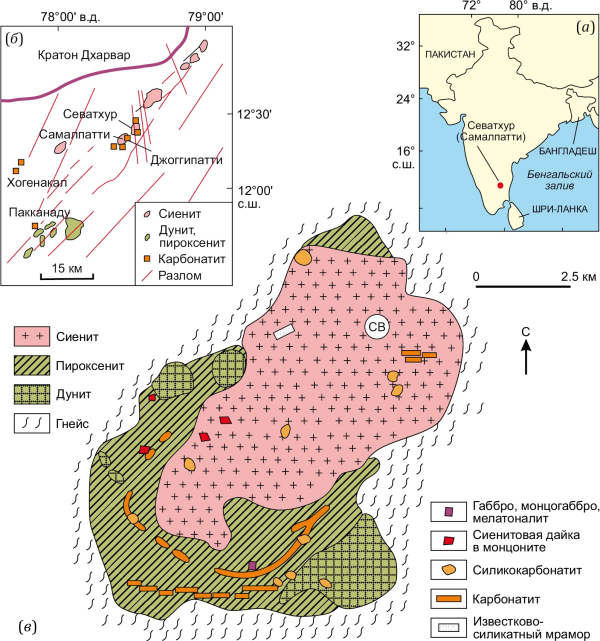 (б)
78°00' в.д.
79°00'
Кратон Дхарвар
Севатхур
12°30'
Самалпатти
Джоггипатти
Хогенакал
12°00'
с.ш.
Пакканаду
Сиенит
Дунит,
пироксенит
Карбонатит
Разлом
15 км
72°
80° в.д.
(а)
32°
ПАКИСТАН
24°
Севатхур
(Самалпатти)
16°
с.ш.
БАНГЛАДЕШ
Бенгальский
залив
ШРИ-ЛАНКА
0
2.5 км
С
Сиенит
Пироксенит
Дунит
Гнейс
СВ
Габбро, монцогаббро,
мелатоналит
Сиенитовая дайка
в монцоните
Силикокарбонатит
Карбонатит
Известково-
силикатный мрамор
(в)